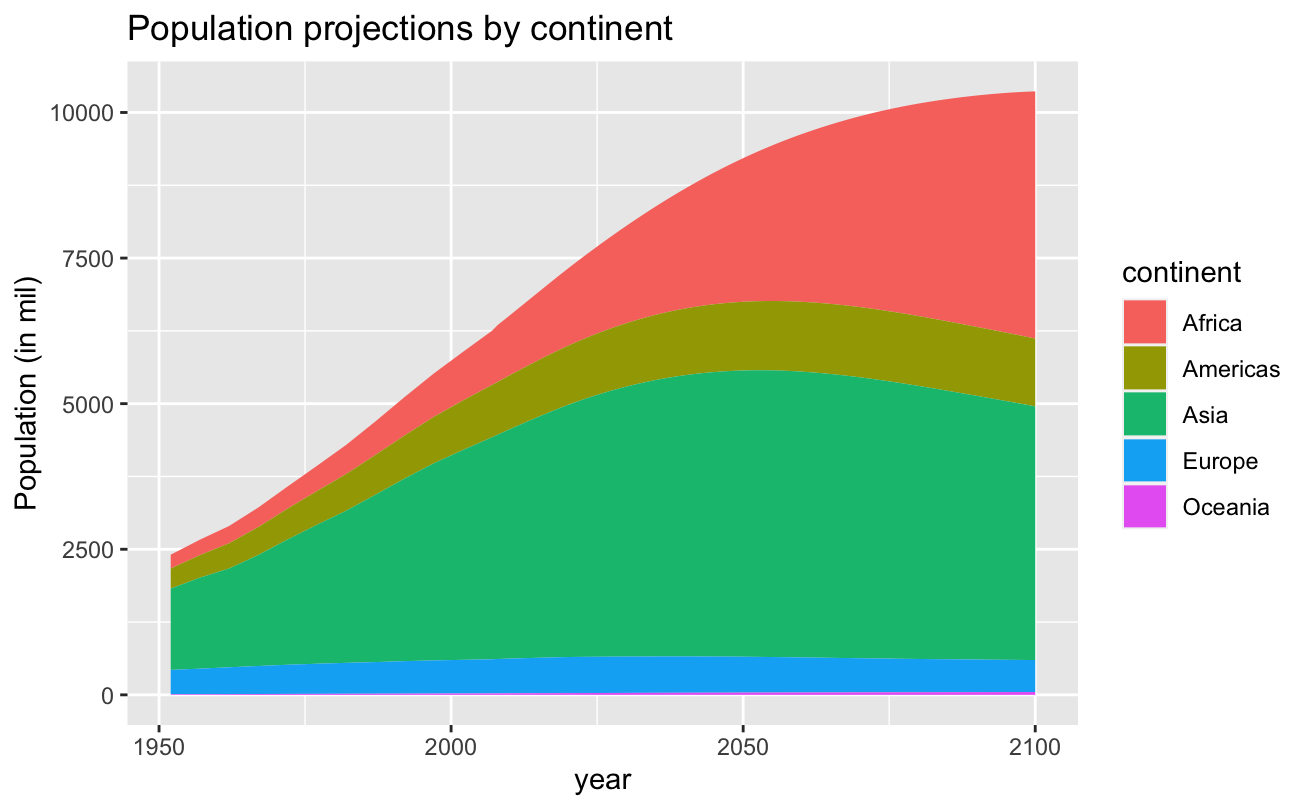 Population projections by continent
Population (in mil)
10000
7500
5000
2500
0
1950 2000 2050 2100
year
continent
Africa
Americas
Asia
Europe
Oceania